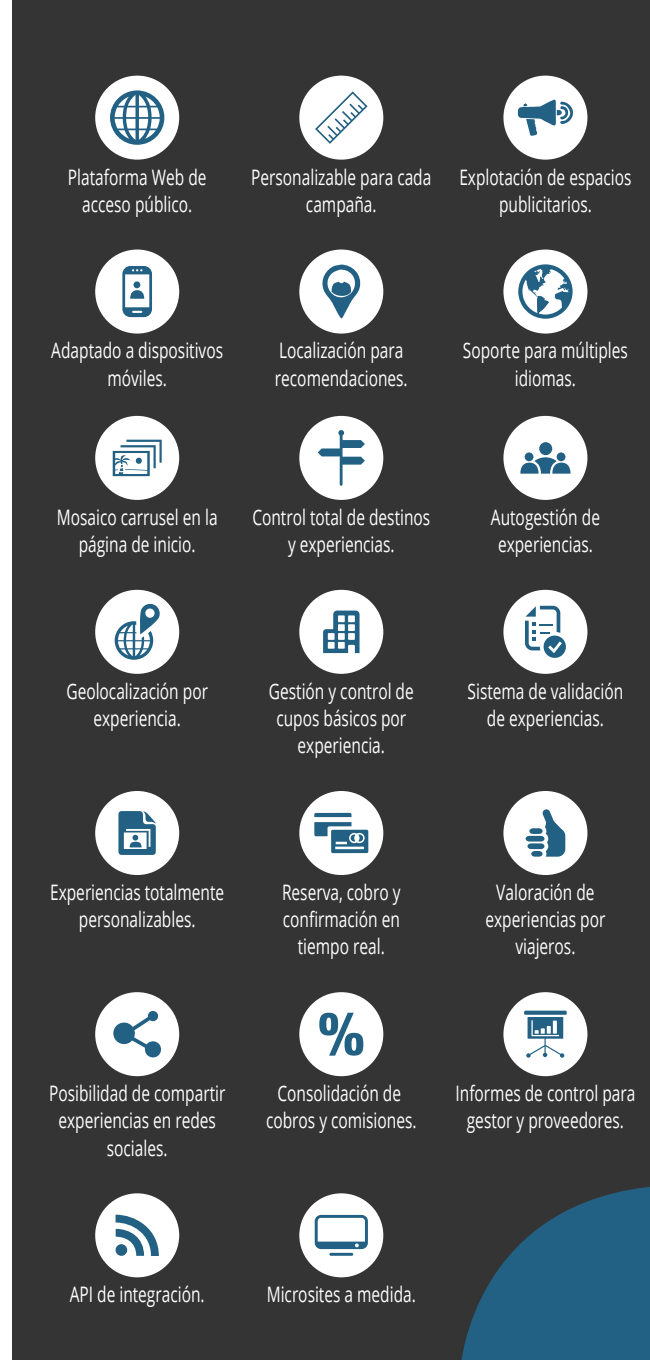 Plataforma Web de
acceso público.
Personalizable para cada
campaña.
Explotación de espacios
publicitarios.
Adaptado a dispositivos
móviles.
Localización para
recomendaciones.
Soporte para múltiples
idiomas.
Mosaico carrusel en la
página de inicio.
Control total de destinos
y experiencias.
Autogestión de
experiencias.
Geolocalización por
experiencia.
Gestión y control de
cupos básicos por
experiencia.
Sistema de validación
de experiencias.
Experiencias totalmente
personalizables.
Reserva, cobro y
confirmación en
tiempo real.
Valoración de
experiencias por
viajeros.
Posibilidad de compartir
experiencias en redes
sociales.
%
Consolidación de
cobros y comisiones.
Informes de control para
gestor y proveedores.
API de integración.
Microsites a medida.